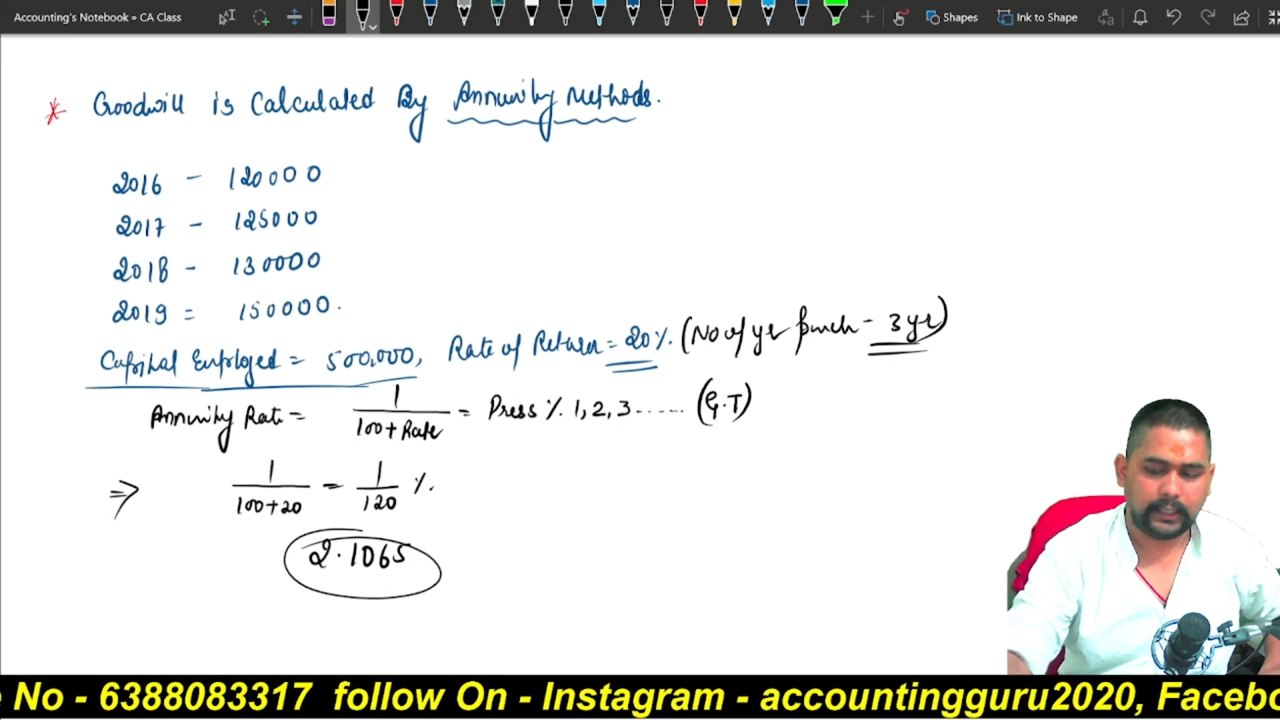 Accounting's Notebook » CA Class
Shapes
Ink to Shape
* Goodwill is Calculated By Annunity Methods.
2016 - 120000
2017 - 125000
2018 - 130000
2019 = 150000.
Capital Employed = 500,000, Rate of Return = 20%. (No of yr purch - 3 yr)
Annunity Rate = 1 / 100 + Rate = Press %. 1, 2, 3 ...... (G.T)
⇒ 1 / 100+20 = 1 / 120 %.
2.1065
No - 6388083317 follow On - Instagram - accountingguru2020, Facebo